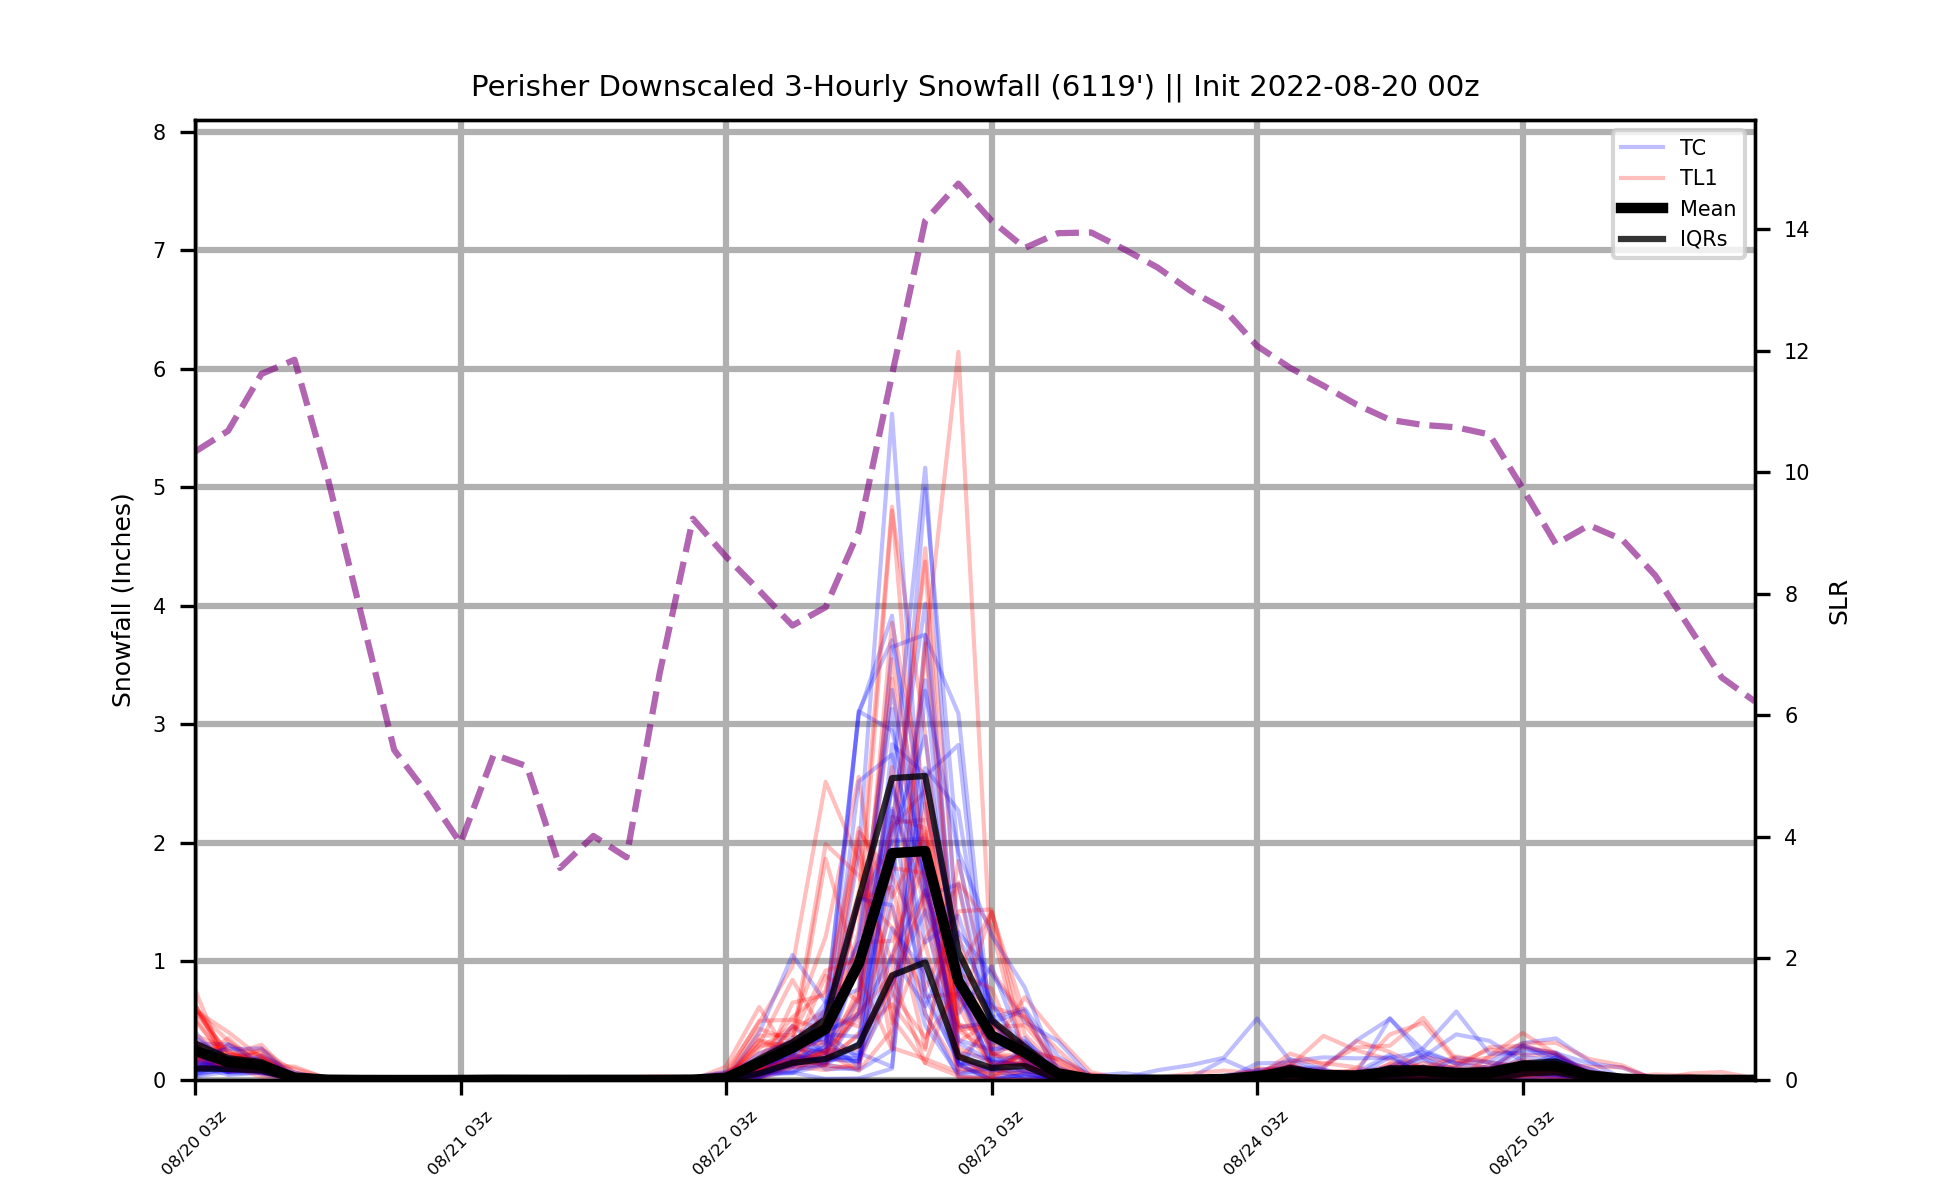 Perisher Downscaled 3-Hourly Snowfall (6119') || Init 2022-08-20 00z
8
7
6
5
4
3
2
1
0
Snowfall (Inches)
TC
TL1
Mean
IQRs
14
12
10
8
6
4
2
0
SLR
08/20 03z
08/21 03z
08/22 03z
08/23 03z
08/24 03z
08/25 03z